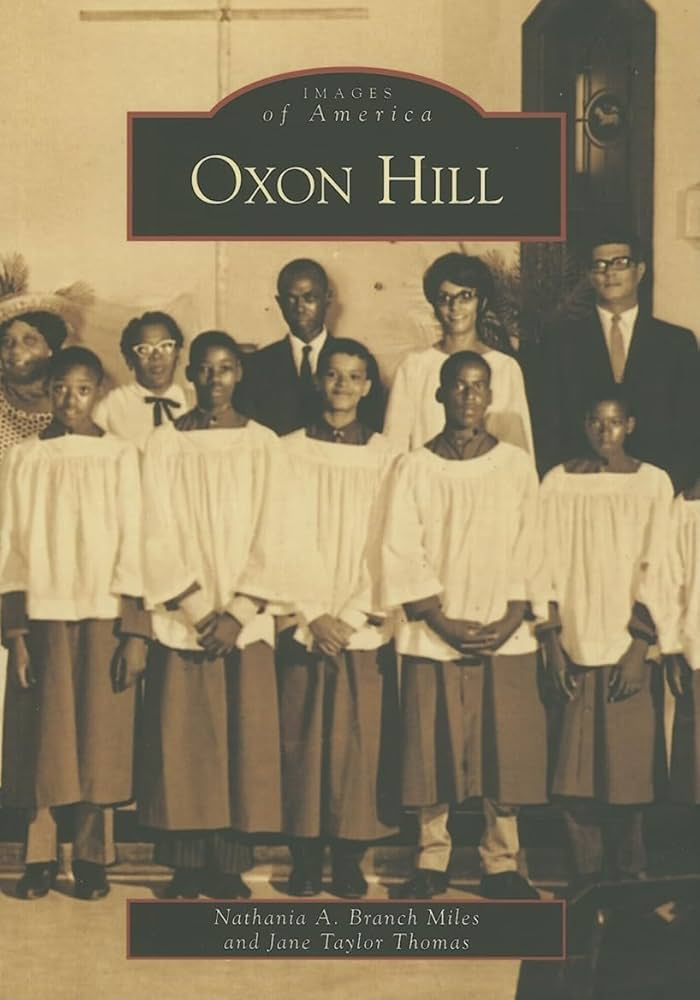 IMAGES
of America
OXON HILL
Nathania A. Branch Miles
and Jane Taylor Thomas